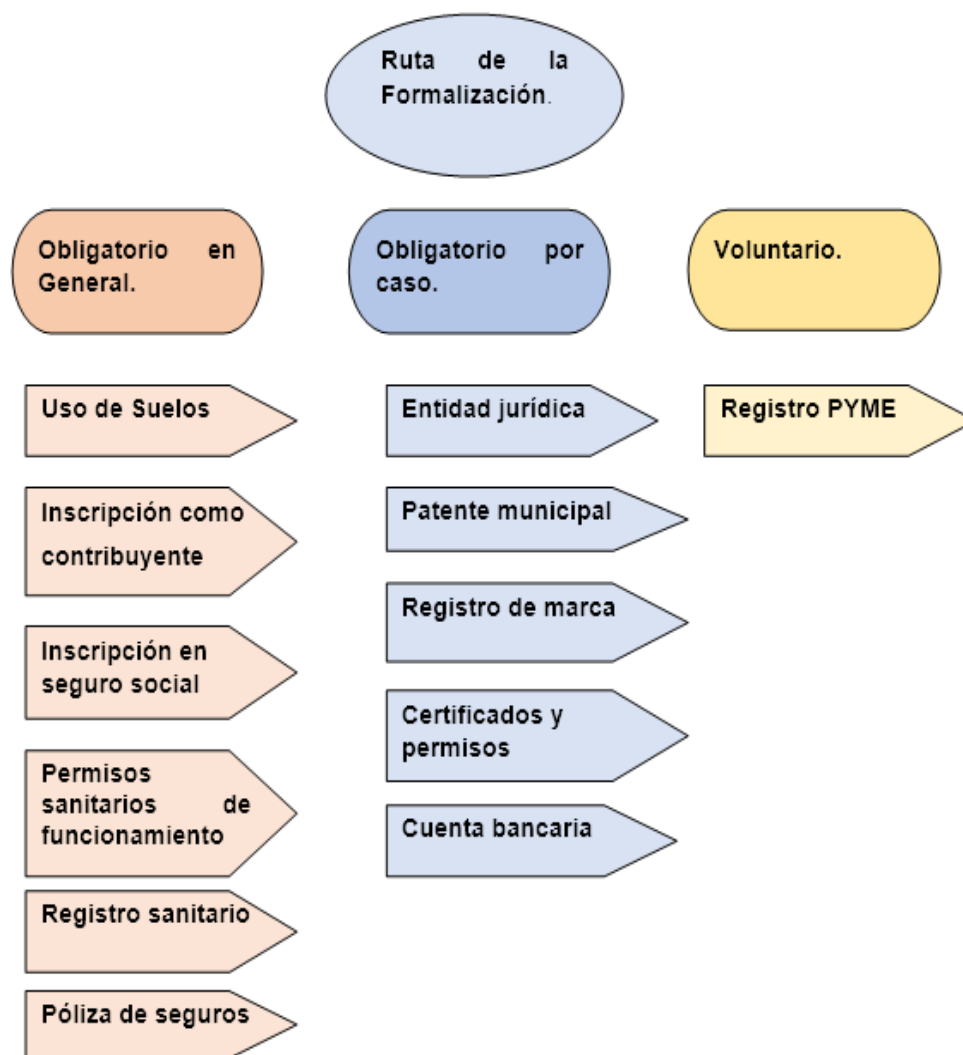 Ruta de la
Formalización.
Obligatorio en
General.
Obligatorio por
caso.
Voluntario.
Uso de Suelos
Inscripción como
contribuyente
Inscripción en
seguro social
Permisos
sanitarios de
funcionamiento
Registro sanitario
Póliza de seguros
Entidad jurídica
Patente municipal
Registro de marca
Certificados y
permisos
Cuenta bancaria
Registro PYME